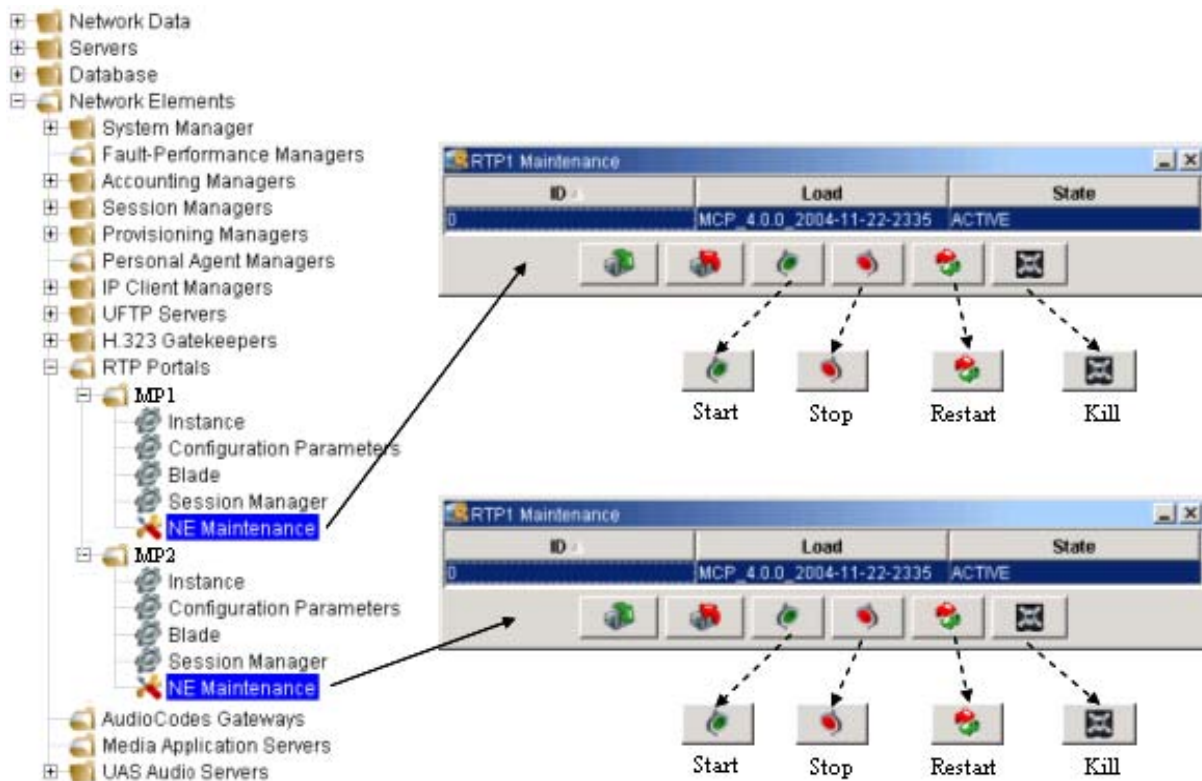 Network Data
Servers
Database
Network Elements
System Manager
Fault-Performance Managers
Accounting Managers
Session Managers
Provisioning Managers
Personal Agent Managers
IP Client Managers
UFTP Servers
H.323 Gatekeepers
RTP Portals
MP1
Instance
Configuration Parameters
Blade
Session Manager
NE Maintenance
MP2
Instance
Configuration Parameters
Blade
Session Manager
NE Maintenance
AudioCodes Gateways
Media Application Servers
UAS Audio Servers
RTP1 Maintenance
ID Load State
0 MCP_4.0.0_2004-11-22-2335 ACTIVE
Start Stop Restart Kill
RTP1 Maintenance
ID Load State
0 MCP_4.0.0_2004-11-22-2335 ACTIVE
Start Stop Restart Kill